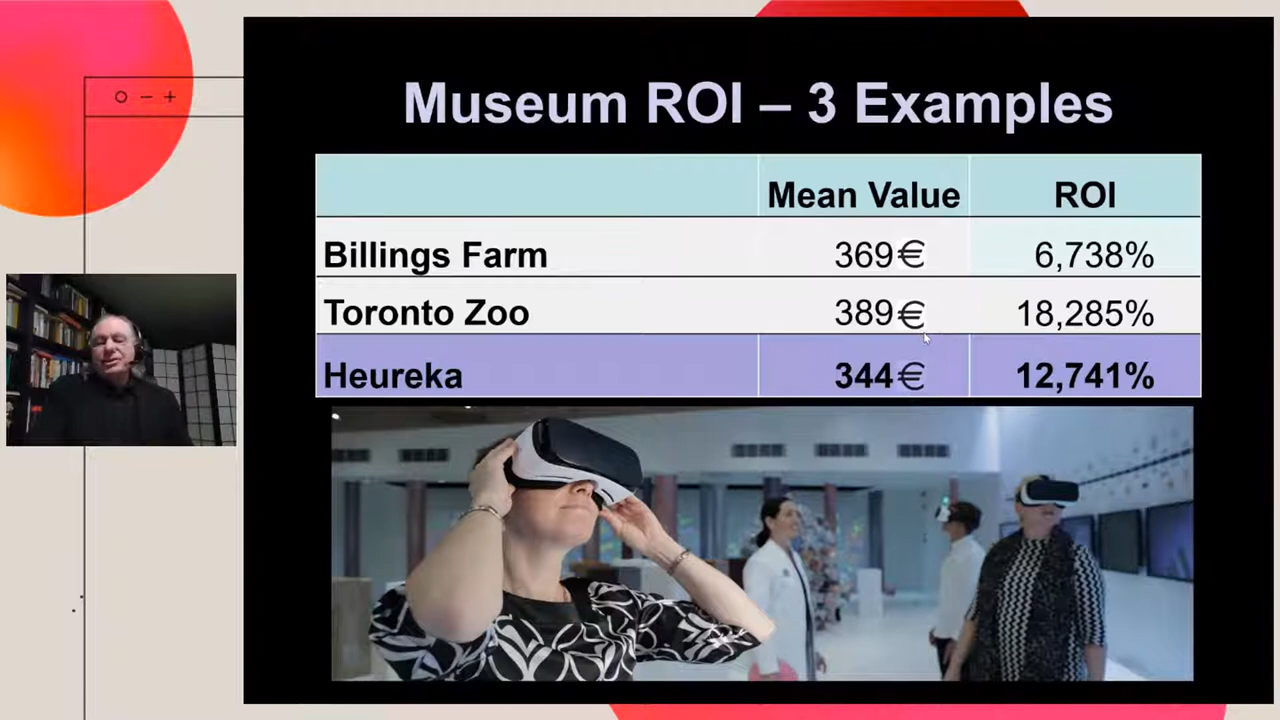 Museum ROI – 3 Examples
Mean Value ROI
Billings Farm 369€ 6,738%
Toronto Zoo 389€ 18,285%
Heureka 344€ 12,741%